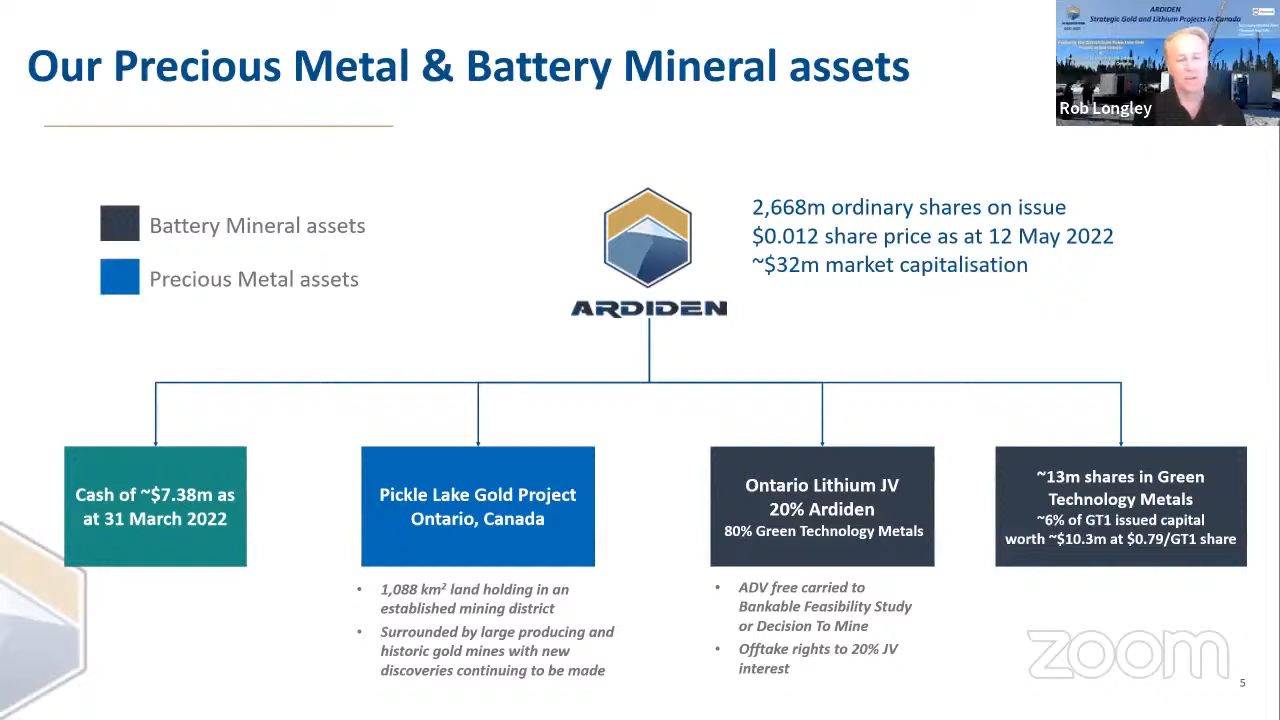 Our Precious Metal & Battery Mineral assets
ARDIDEN
Strategic Gold and Lithium Projects in Canada
Rob Longley
Battery Mineral assets
Precious Metal assets
ARDIDEN
2,668m ordinary shares on issue
$0.012 share price as at 12 May 2022
~$32m market capitalisation
Cash of ~$7.38m as
at 31 March 2022
Pickle Lake Gold Project
Ontario, Canada
• 1,088 km² land holding in an
established mining district
• Surrounded by large producing and
historic gold mines with new
discoveries continuing to be made
Ontario Lithium JV
20% Ardiden
80% Green Technology Metals
• ADV free carried to
Bankable Feasibility Study
or Decision To Mine
• Offtake rights to 20% JV
interest
~13m shares in Green
Technology Metals
~6% of GT1 issued capital
worth ~$10.3m at $0.79/GT1 share
zoom
5